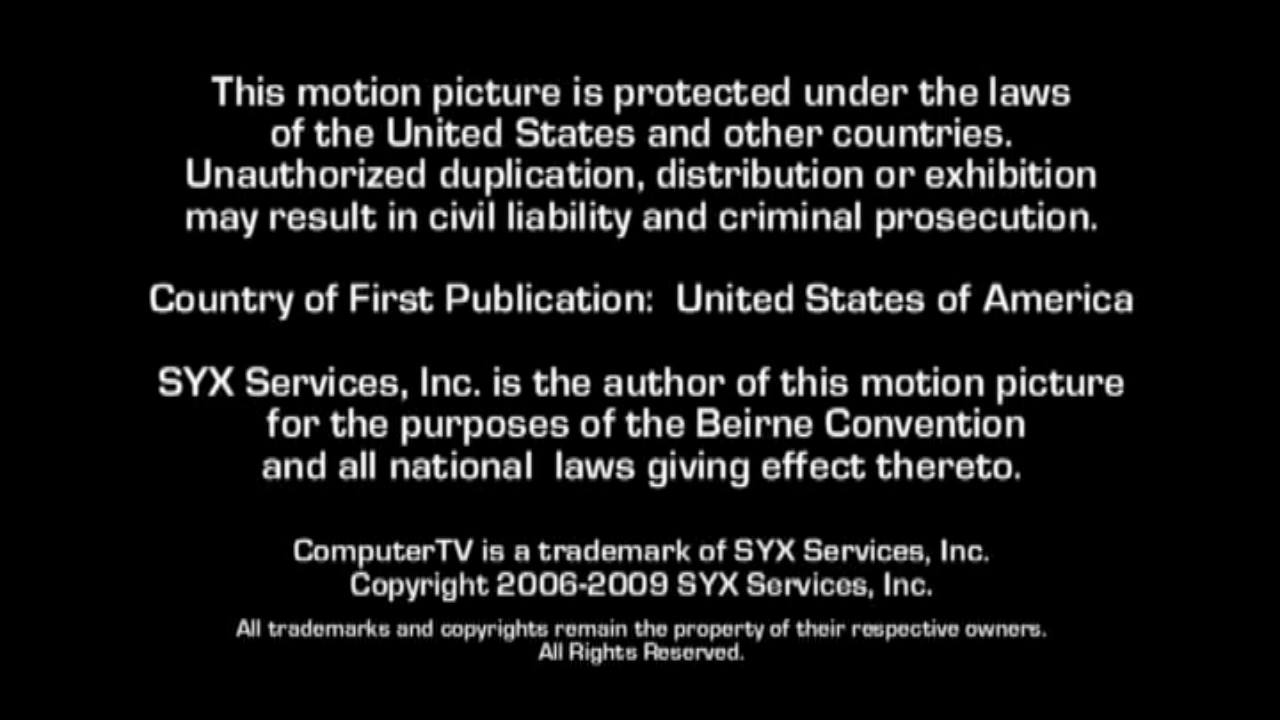 This motion picture is protected under the laws
of the United States and other countries.
Unauthorized duplication, distribution or exhibition
may result in civil liability and criminal prosecution.
Country of First Publication:  United States of America
SYX Services, Inc. is the author of this motion picture
for the purposes of the Beirne Convention
and all national  laws giving effect thereto.
ComputerTV is a trademark of SYX Services, Inc.
Copyright 2006-2009 SYX Services, Inc.
All trademarks and copyrights remain the property of their respective owners.
All Rights Reserved.